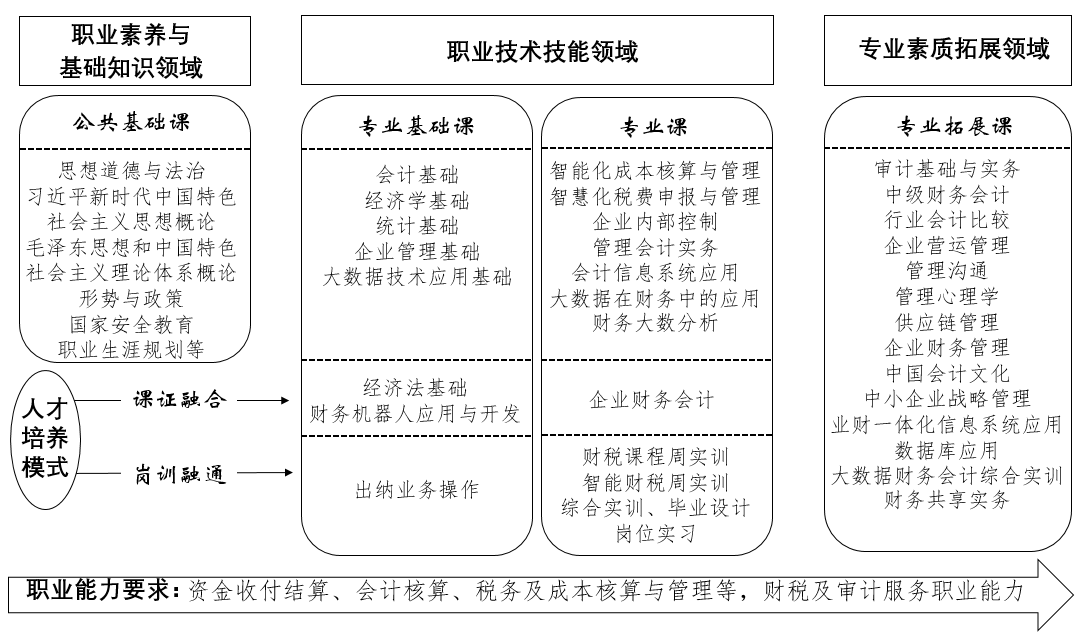 职业素养与
基础知识领域
公共基础课
思想道德与法治
习近平新时代中国特色
社会主义思想概论
毛泽东思想和中国特色
社会主义理论体系概论
形势与政策
国家安全教育
职业生涯规划等
人才
培养
模式
课证融合
岗训融通
职业技术技能领域
专业基础课
会计基础
经济学基础
统计基础
企业管理基础
大数据技术应用基础
经济法基础
财务机器人应用与开发
出纳业务操作
专业课
智能化成本核算与管理
智慧化税费申报与管理
企业内部控制
管理会计实务
会计信息系统应用
大数据在财务中的应用
财务大数分析
企业财务会计
财税课程周实训
智能财税周实训
综合实训、毕业设计
岗位实习
专业素质拓展领域
专业拓展课
审计基础与实务
中级财务会计
行业会计比较
企业营运管理
管理沟通
管理心理学
供应链管理
企业财务管理
中国会计文化
中小企业战略管理
业财一体化信息系统应用
数据库应用
大数据财务会计综合实训
财务共享实务
职业能力要求：资金收付结算、会计核算、税务及成本核算与管理等，财税及审计服务职业能力